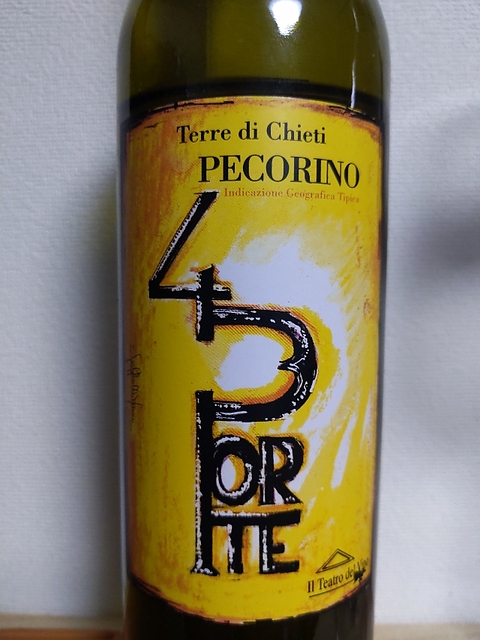 Terre di Chieti
PECORINO
Indicazione Geografica Tipica
4
PORTE
Il Teatro del Vino